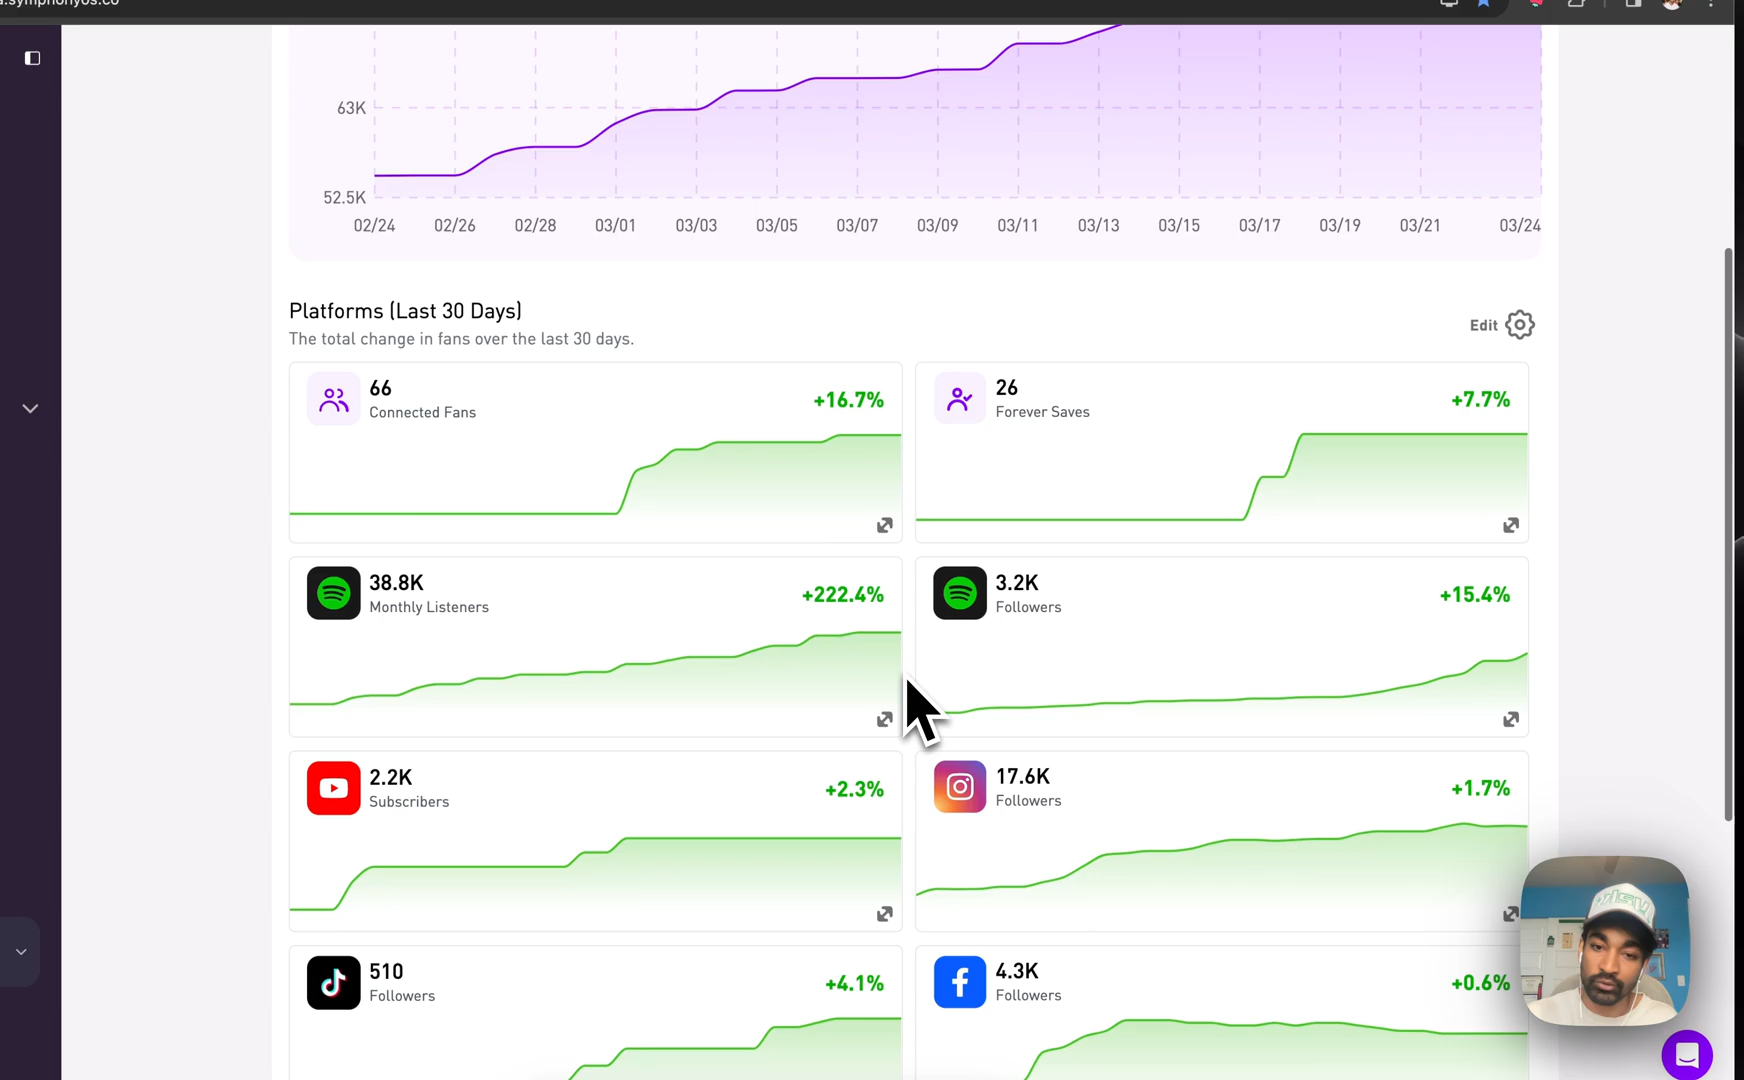 63K
52.5K
02/24 02/26 02/28 03/01 03/03 03/05 03/07 03/09 03/11 03/13 03/15 03/17 03/19 03/21 03/24
Platforms (Last 30 Days)
The total change in fans over the last 30 days.
Edit
66
Connected Fans
+16.7%
26
Forever Saves
+7.7%
38.8K
Monthly Listeners
+222.4%
3.2K
Followers
+15.4%
2.2K
Subscribers
+2.3%
17.6K
Followers
+1.7%
510
Followers
+4.1%
4.3K
Followers
+0.6%